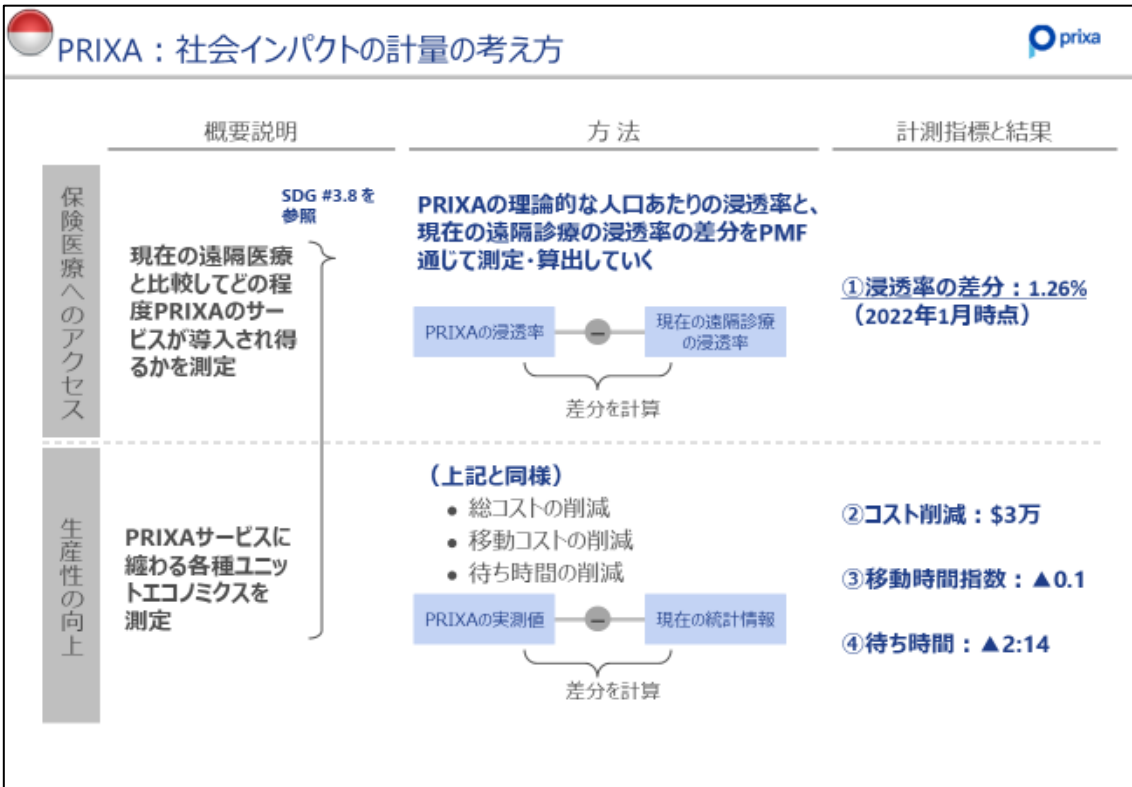 PRIXA：社会インパクトの計量の考え方
prixa
概要説明
方 法
計測指標と結果
保険医療へのアクセス
SDG #3.8 を
参照
現在の遠隔医療
と比較してどの程
度PRIXAのサー
ビスが導入され得
るかを測定
PRIXAの理論的な人口あたりの浸透率と、
現在の遠隔診療の浸透率の差分をPMF
通じて測定・算出していく
PRIXAの浸透率
−
現在の遠隔診療
の浸透率
差分を計算
①浸透率の差分：1.26%
（2022年1月時点）
生産性の向上
PRIXAサービスに
纏わる各種ユニッ
トエコノミクスを
測定
（上記と同様）
• 総コストの削減
• 移動コストの削減
• 待ち時間の削減
PRIXAの実測値
−
現在の統計情報
差分を計算
②コスト削減：$3万
③移動時間指数：▲0.1
④待ち時間：▲2:14